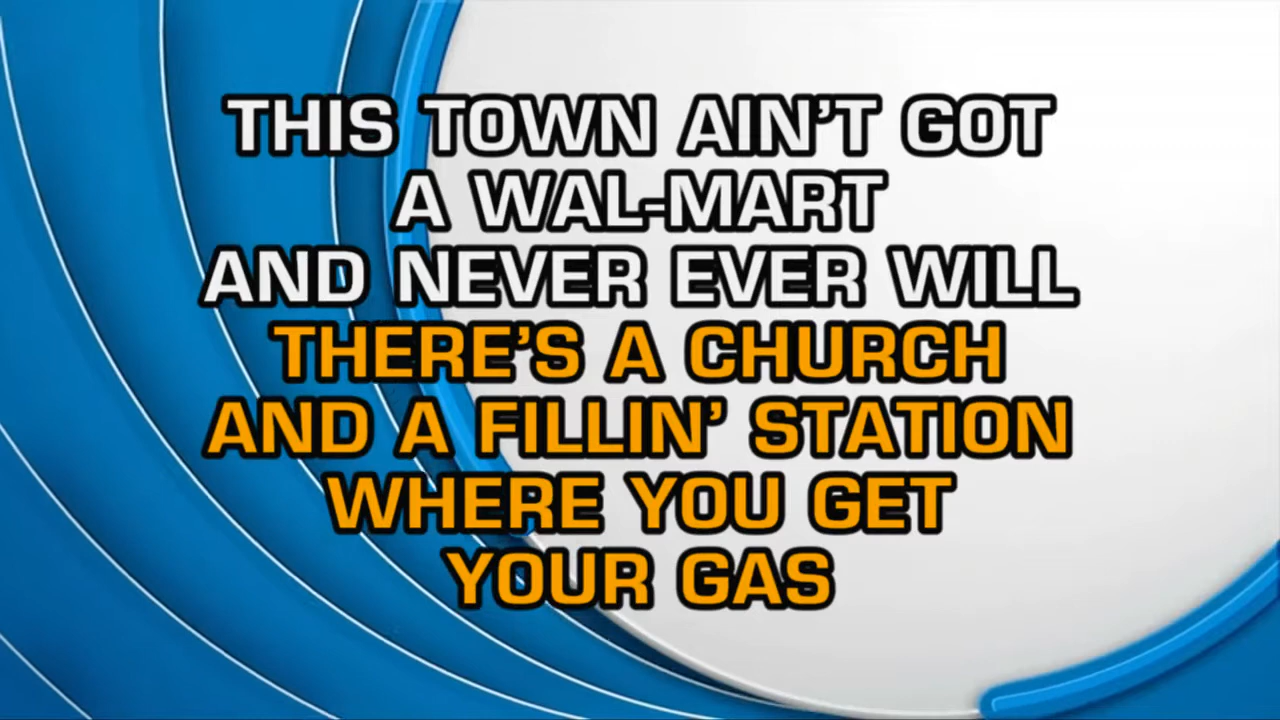 THIS TOWN AIN'T GOT
A WAL-MART
AND NEVER EVER WILL
THERE'S A CHURCH
AND A FILLIN' STATION
WHERE YOU GET
YOUR GAS